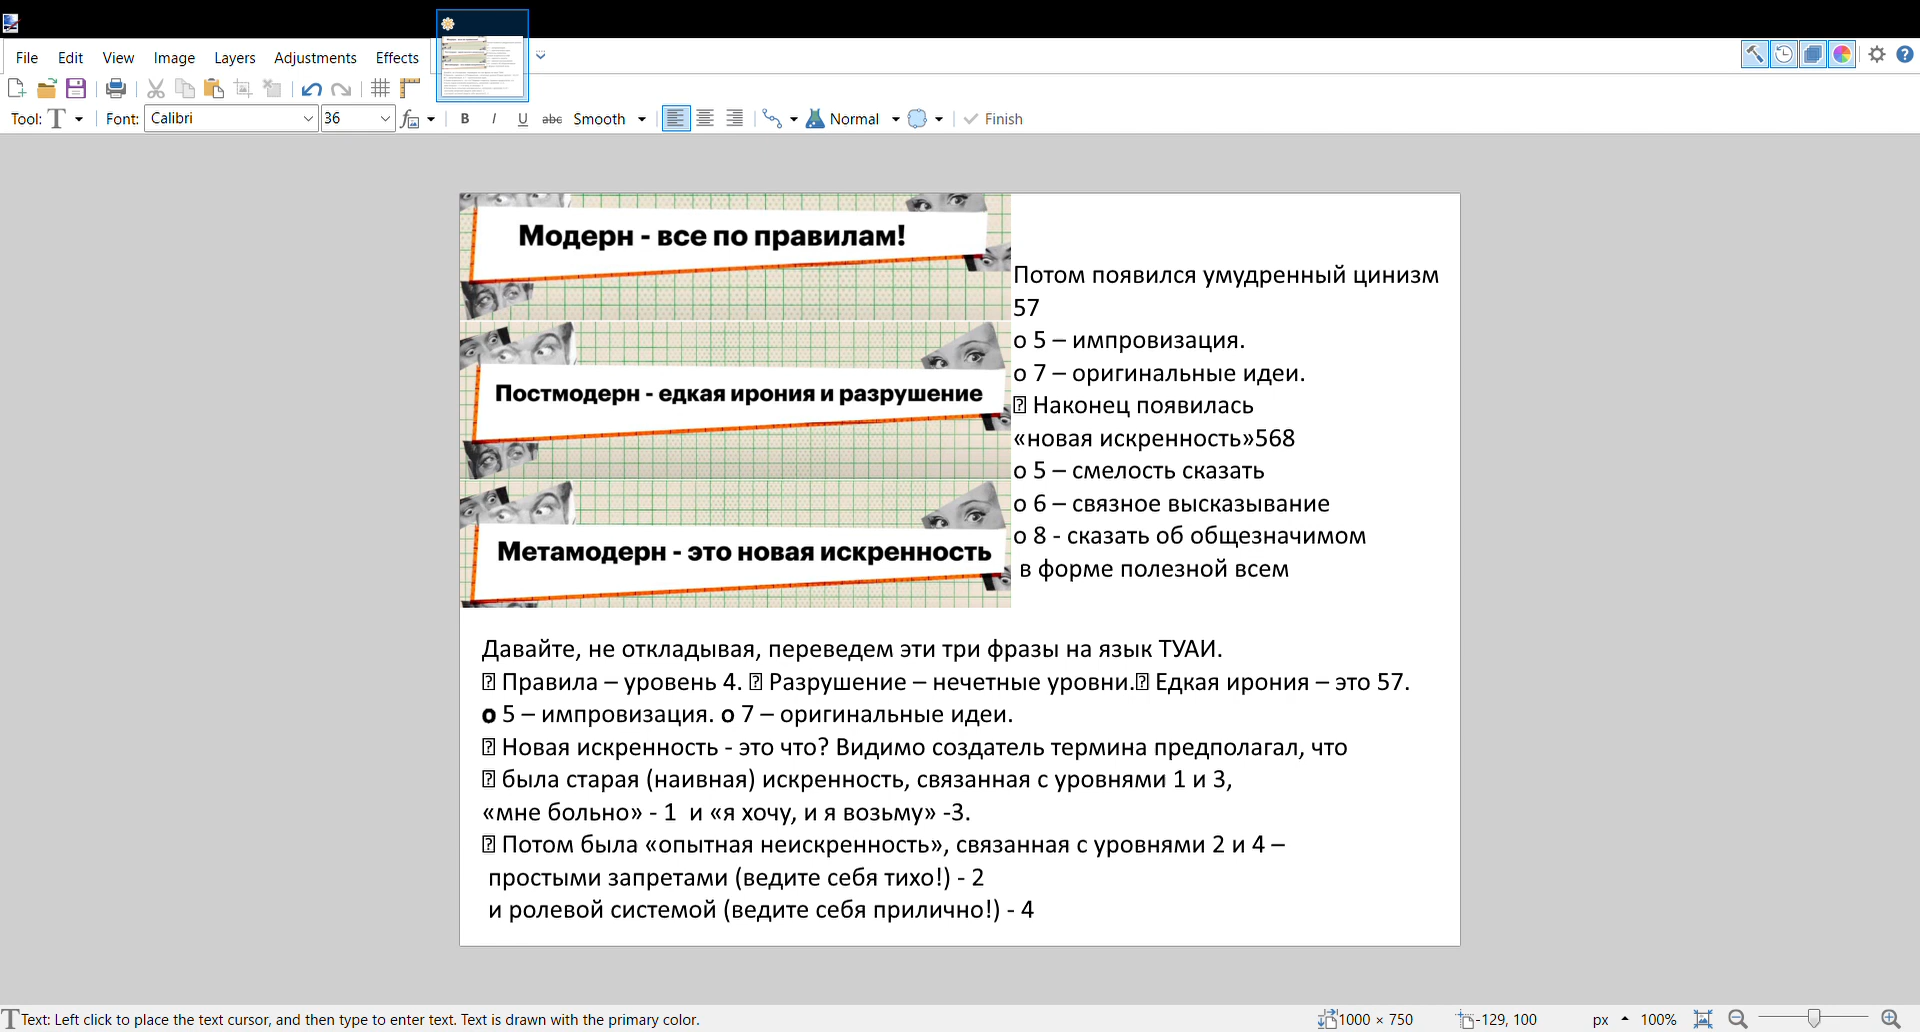 File Edit View Image Layers Adjustments Effects
Tool: T Font: Calibri 36 B I U abc Smooth Normal Finish
Модерн - все по правилам!
Постмодерн - едкая ирония и разрушение
Метамодерн - это новая искренность
Потом появился умудренный цинизм
57
о 5 – импровизация.
о 7 – оригинальные идеи.
Наконец появилась
«новая искренность»568
о 5 – смелость сказать
о 6 – связное высказывание
о 8 - сказать об общезначимом
в форме полезной всем
Давайте, не откладывая, переведем эти три фразы на язык ТУАИ.
Правила – уровень 4. Разрушение – нечетные уровни. Едкая ирония – это 57.
о 5 – импровизация. о 7 – оригинальные идеи.
Новая искренность - это что? Видимо создатель термина предполагал, что
была старая (наивная) искренность, связанная с уровнями 1 и 3,
«мне больно» - 1 и «я хочу, и я возьму» -3.
Потом была «опытная неискренность», связанная с уровнями 2 и 4 –
простыми запретами (ведите себя тихо!) - 2
и ролевой системой (ведите себя прилично!) - 4
Text: Left click to place the text cursor, and then type to enter text. Text is drawn with the primary color. 1000 × 750 -129, 100 px 100%